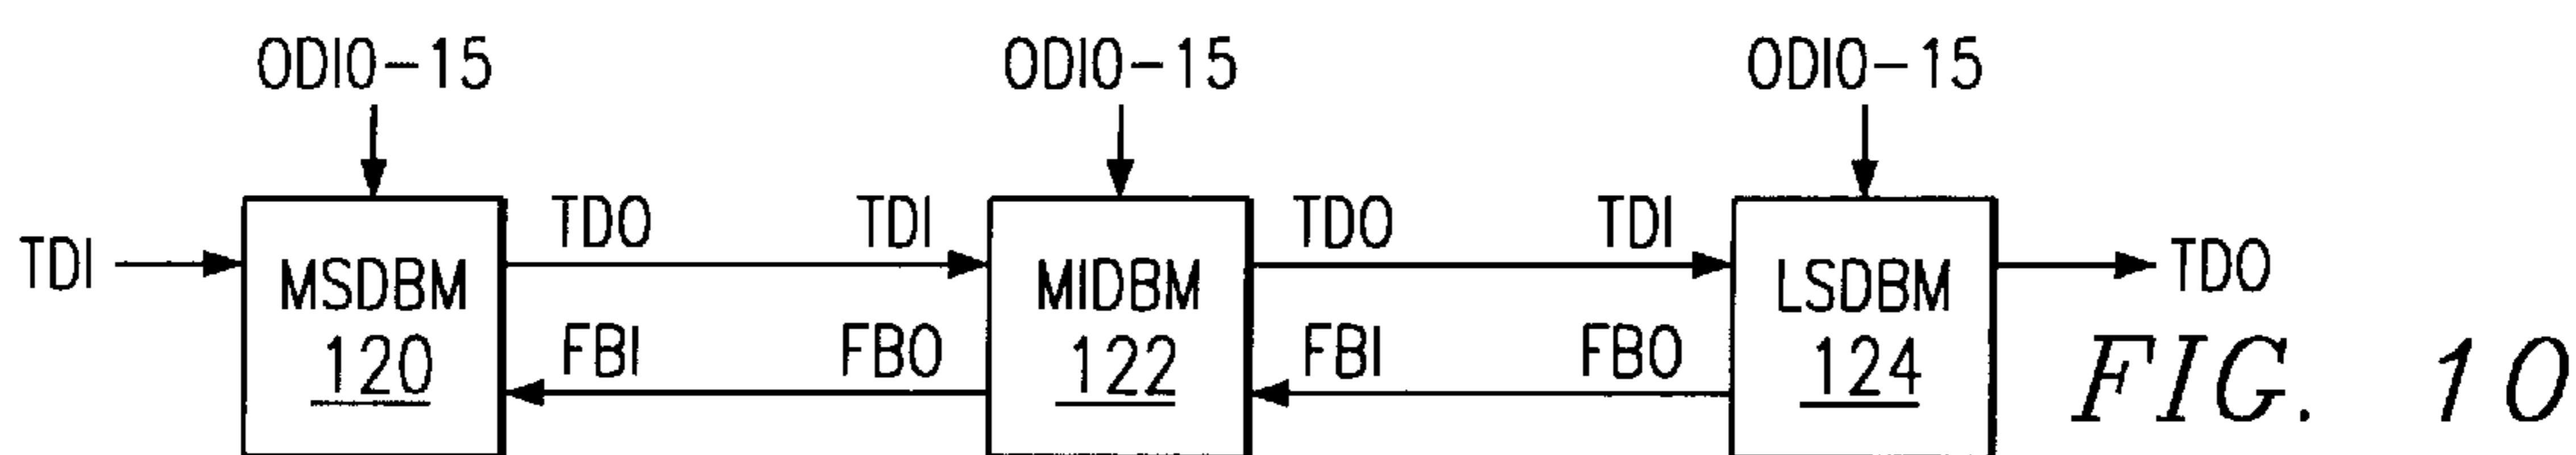 ODI0-15 ODI0-15 ODI0-15
TDI MSDBM TDO TDI MIDBM TDO TDI LSDBM TDO
120 FBI FBO 122 FBI FBO 124
FIG. 10